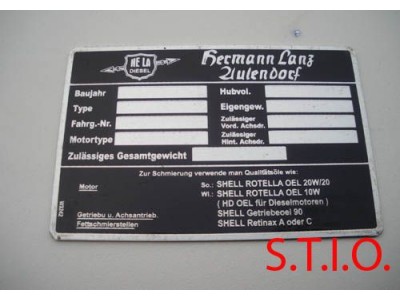 HE LA
DIESEL
Hermann Lanz
Aulendorf
Baujahr
Hubvol.
Type
Eigengew.
Fahrg.-Nr.
Zulässiger
Vord. Achsdr.
Motortype
Zulässiger
Hint. Achsdr.
Zulässiges Gesamtgewicht
Zur Schmierung verwende man Qualitätsöle wie:
Motor
So.: SHELL ROTELLA OEL 20W/20
Wi.: SHELL ROTELLA OEL 10W
( HD OEL für Dieselmotoren )
Getriebe u. Achsantrieb.
SHELL Getriebeoel 90
Fettschmierstellen
SHELL Retinax A oder C
S.T.I.O.